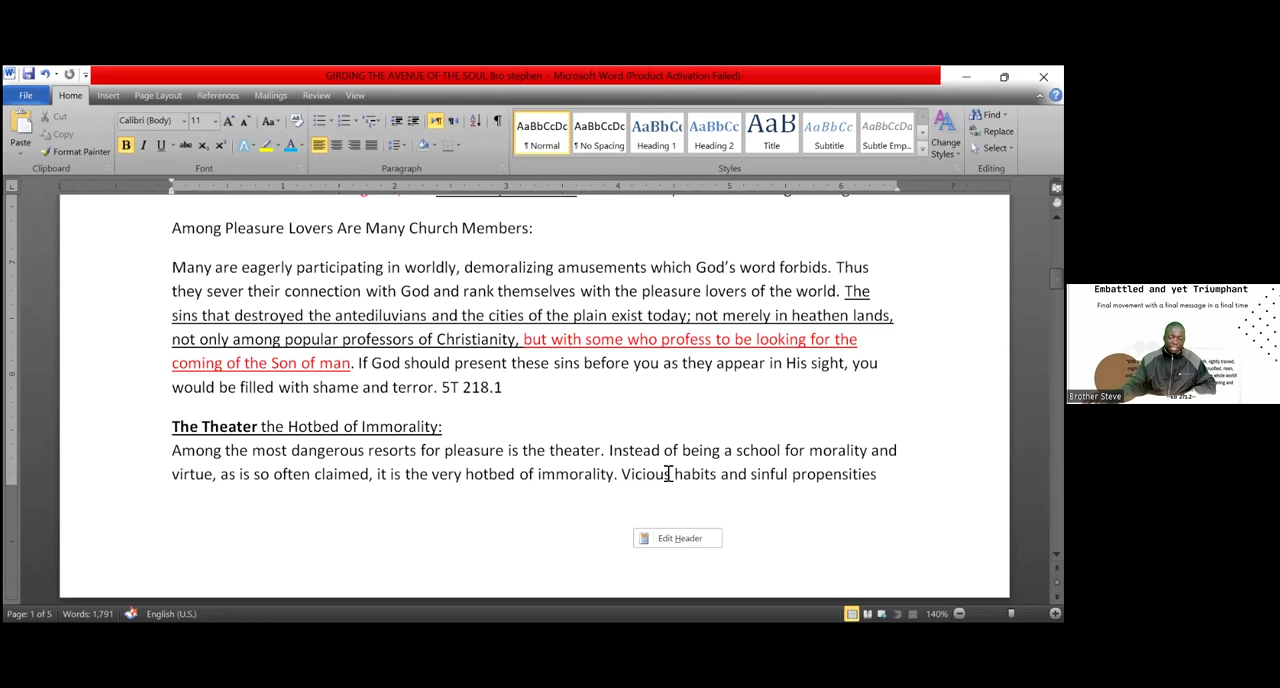 GIRDING THE AVENUE OF THE SOUL Bro stephen - Microsoft Word (Product Activation Failed)
File Home Insert Page Layout References Mailings Review View
Cut
Copy
Format Painter
Paste
Clipboard
Calibri (Body) 11
Font
Paragraph
AaBbCcDc AaBbCcDc AaBbCc AaBbCc AaB AaBbCc. AaBbCcDc
¶ Normal ¶ No Spacing Heading 1 Heading 2 Title Subtitle Subtle Emp...
Change Styles
Styles
Find
Replace
Select
Editing
1 2 3 4 5 6 7
Among Pleasure Lovers Are Many Church Members:
Many are eagerly participating in worldly, demoralizing amusements which God's word forbids. Thus
they sever their connection with God and rank themselves with the pleasure lovers of the world. The
sins that destroyed the antediluvians and the cities of the plain exist today; not merely in heathen lands,
not only among popular professors of Christianity, but with some who profess to be looking for the
coming of the Son of man. If God should present these sins before you as they appear in His sight, you
would be filled with shame and terror. 5T 218.1
The Theater the Hotbed of Immorality:
Among the most dangerous resorts for pleasure is the theater. Instead of being a school for morality and
virtue, as is so often claimed, it is the very hotbed of immorality. Vicious habits and sinful propensities
Edit Header
Page: 1 of 5 Words: 1,791 English (U.S.) 140%
Embattled and yet Triumphant
Final movement with a final message in a final time
Brother Steve